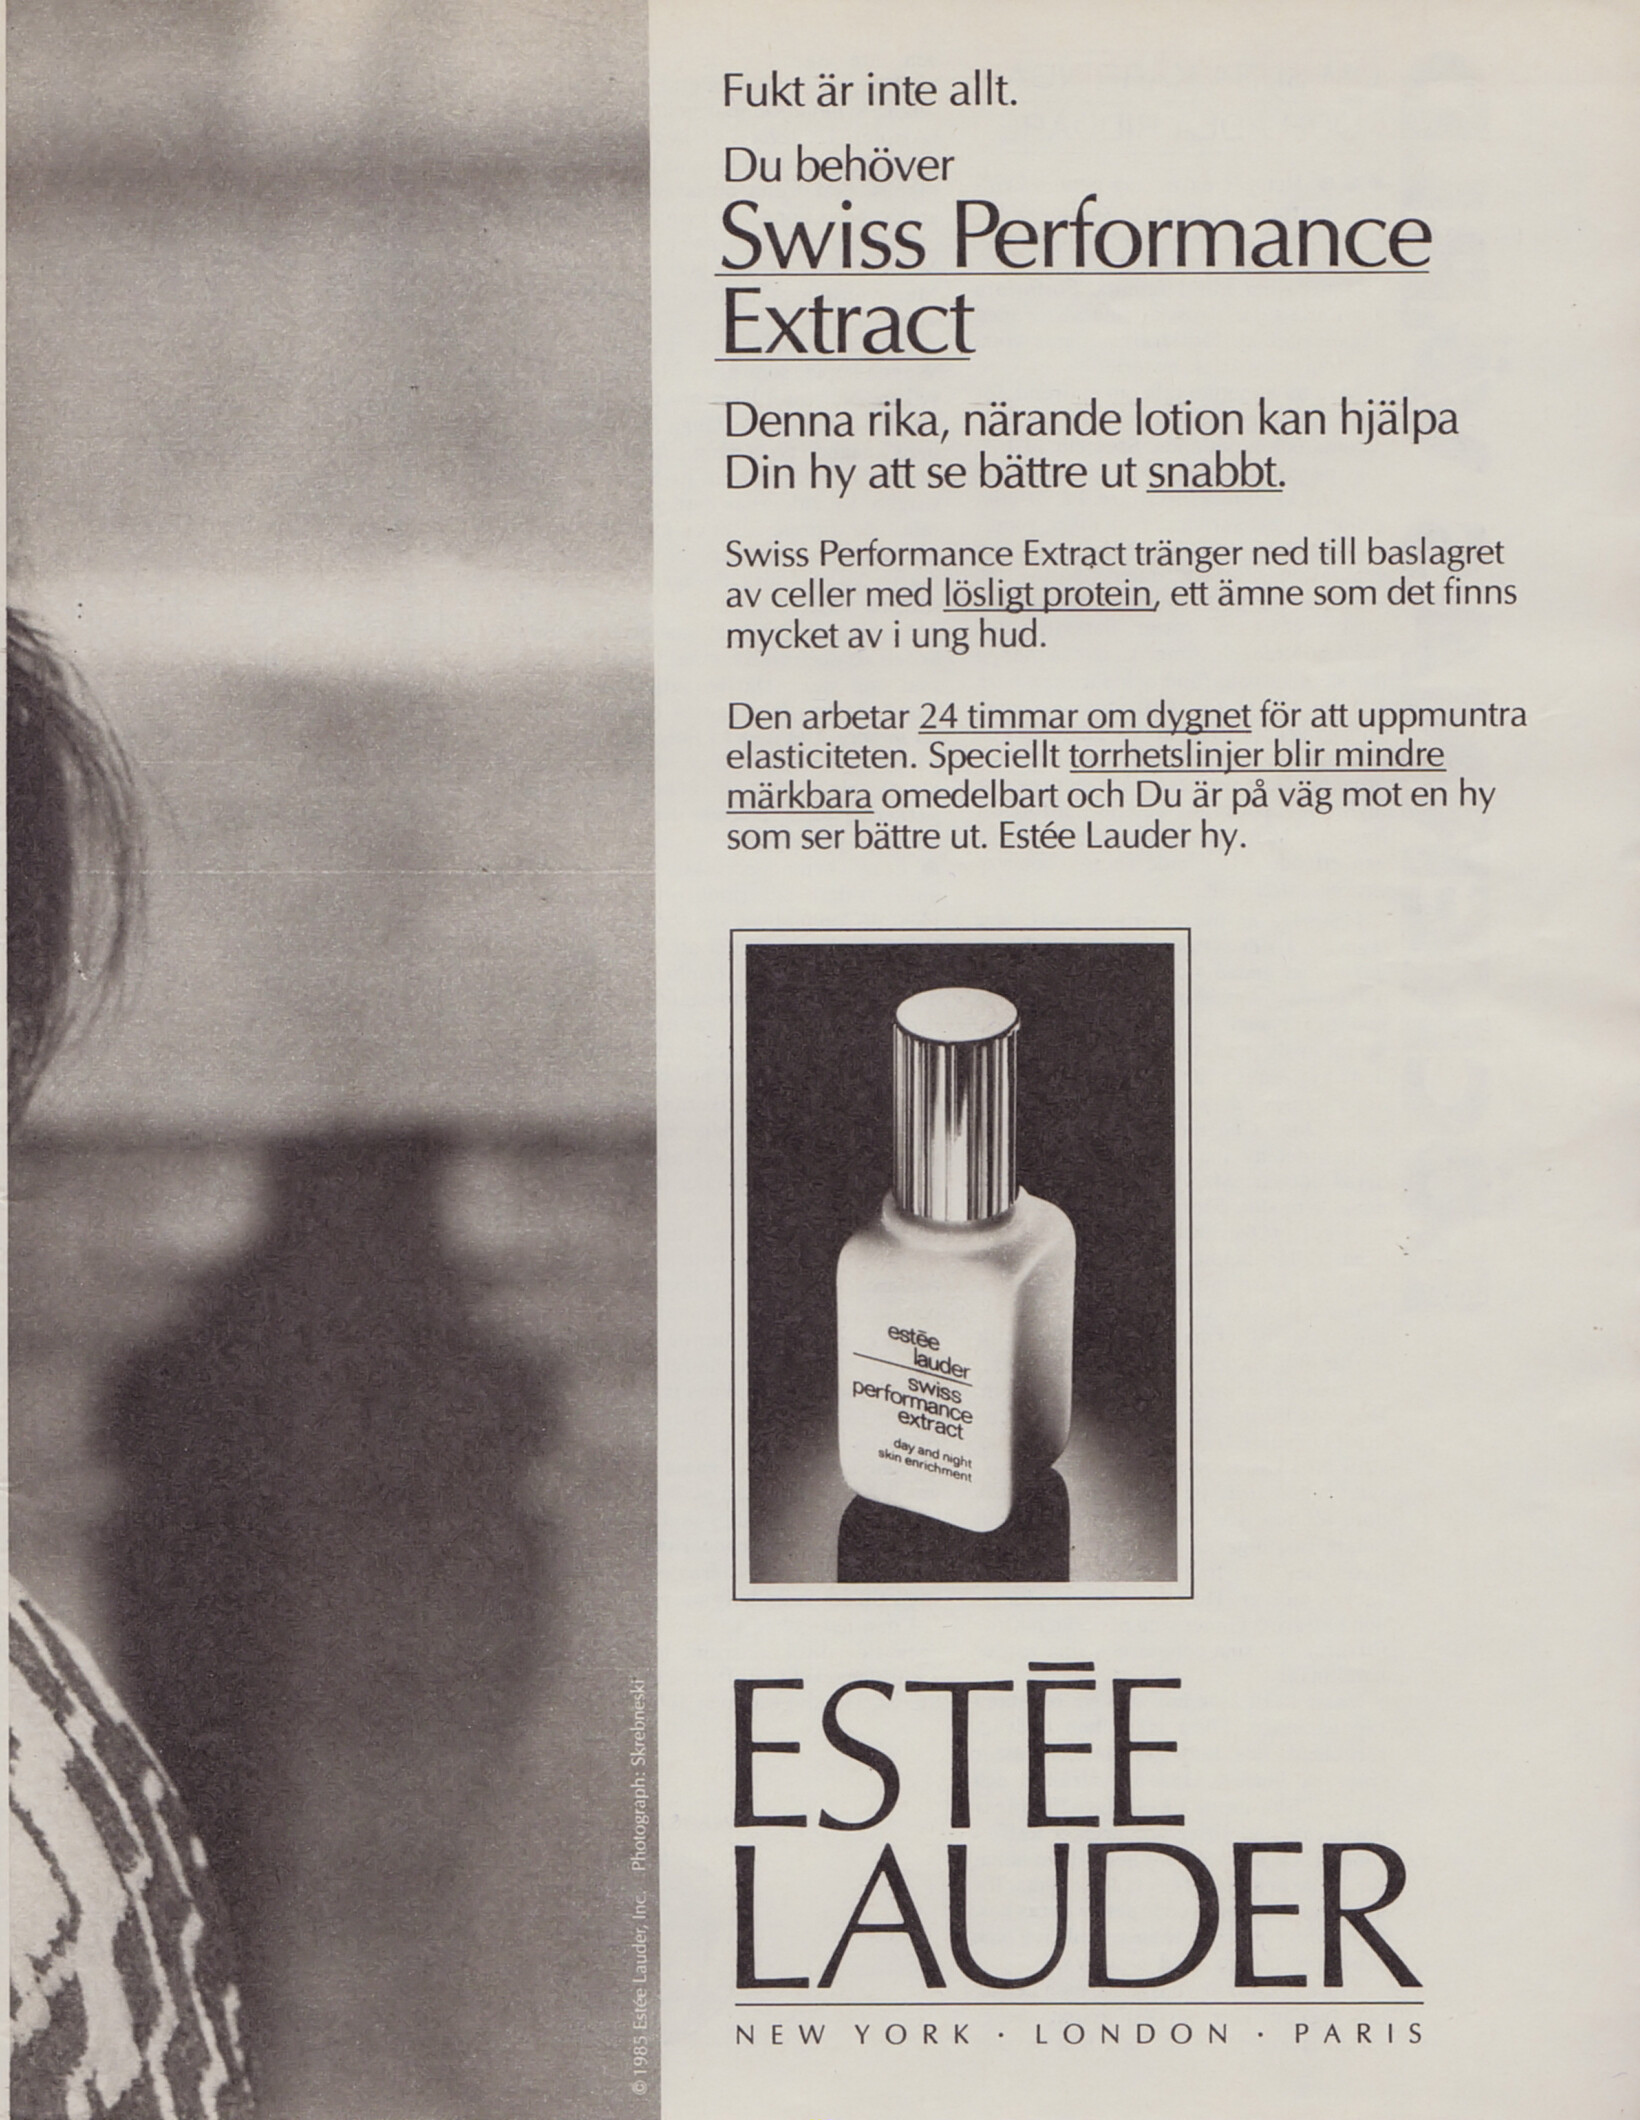 Fukt är inte allt.
Du behöver
Swiss Performance
Extract
Denna rika, närande lotion kan hjälpa
Din hy att se bättre ut snabbt.
Swiss Performance Extract tränger ned till baslagret
av celler med lösligt protein, ett ämne som det finns
mycket av i ung hud.
Den arbetar 24 timmar om dygnet för att uppmuntra
elasticiteten. Speciellt torrhetslinjer blir mindre
märkbara omedelbart och Du är på väg mot en hy
som ser bättre ut. Estée Lauder hy.
estēe
lauder
swiss
performance
extract
day and night
skin enrichment
ESTĒE
LAUDER
NEW YORK · LONDON · PARIS
© 1985 Estée Lauder, Inc. Photograph: Skrebneski